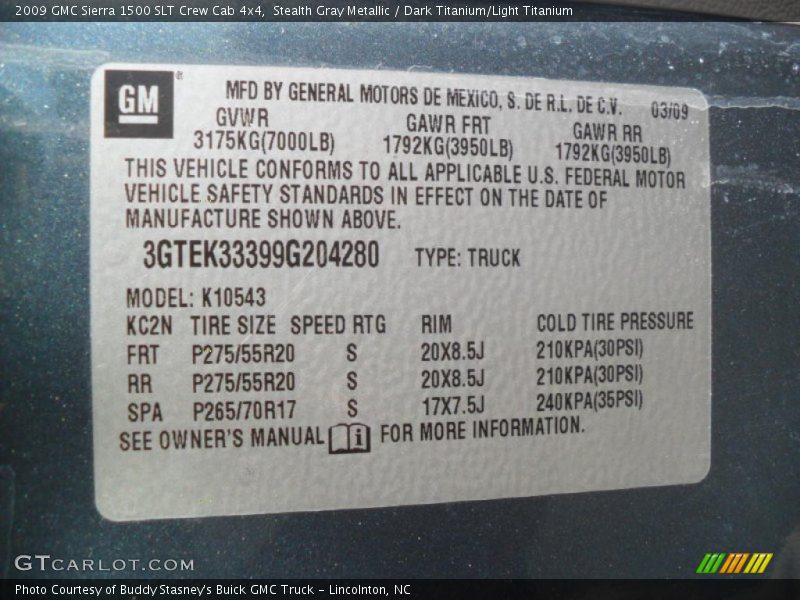 2009 GMC Sierra 1500 SLT Crew Cab 4x4, Stealth Gray Metallic / Dark Titanium/Light Titanium
GM ®
MFD BY GENERAL MOTORS DE MEXICO, S. DE R.L. DE C.V. 03/09
GVWR GAWR FRT GAWR RR
3175KG(7000LB) 1792KG(3950LB) 1792KG(3950LB)
THIS VEHICLE CONFORMS TO ALL APPLICABLE U.S. FEDERAL MOTOR
VEHICLE SAFETY STANDARDS IN EFFECT ON THE DATE OF
MANUFACTURE SHOWN ABOVE.
3GTEK33399G204280 TYPE: TRUCK
MODEL: K10543
KC2N TIRE SIZE SPEED RTG RIM COLD TIRE PRESSURE
FRT P275/55R20 S 20X8.5J 210KPA(30PSI)
RR P275/55R20 S 20X8.5J 210KPA(30PSI)
SPA P265/70R17 S 17X7.5J 240KPA(35PSI)
SEE OWNER'S MANUAL i FOR MORE INFORMATION.
GTCARLOT.COM
Photo Courtesy of Buddy Stasney's Buick GMC Truck - Lincolnton, NC